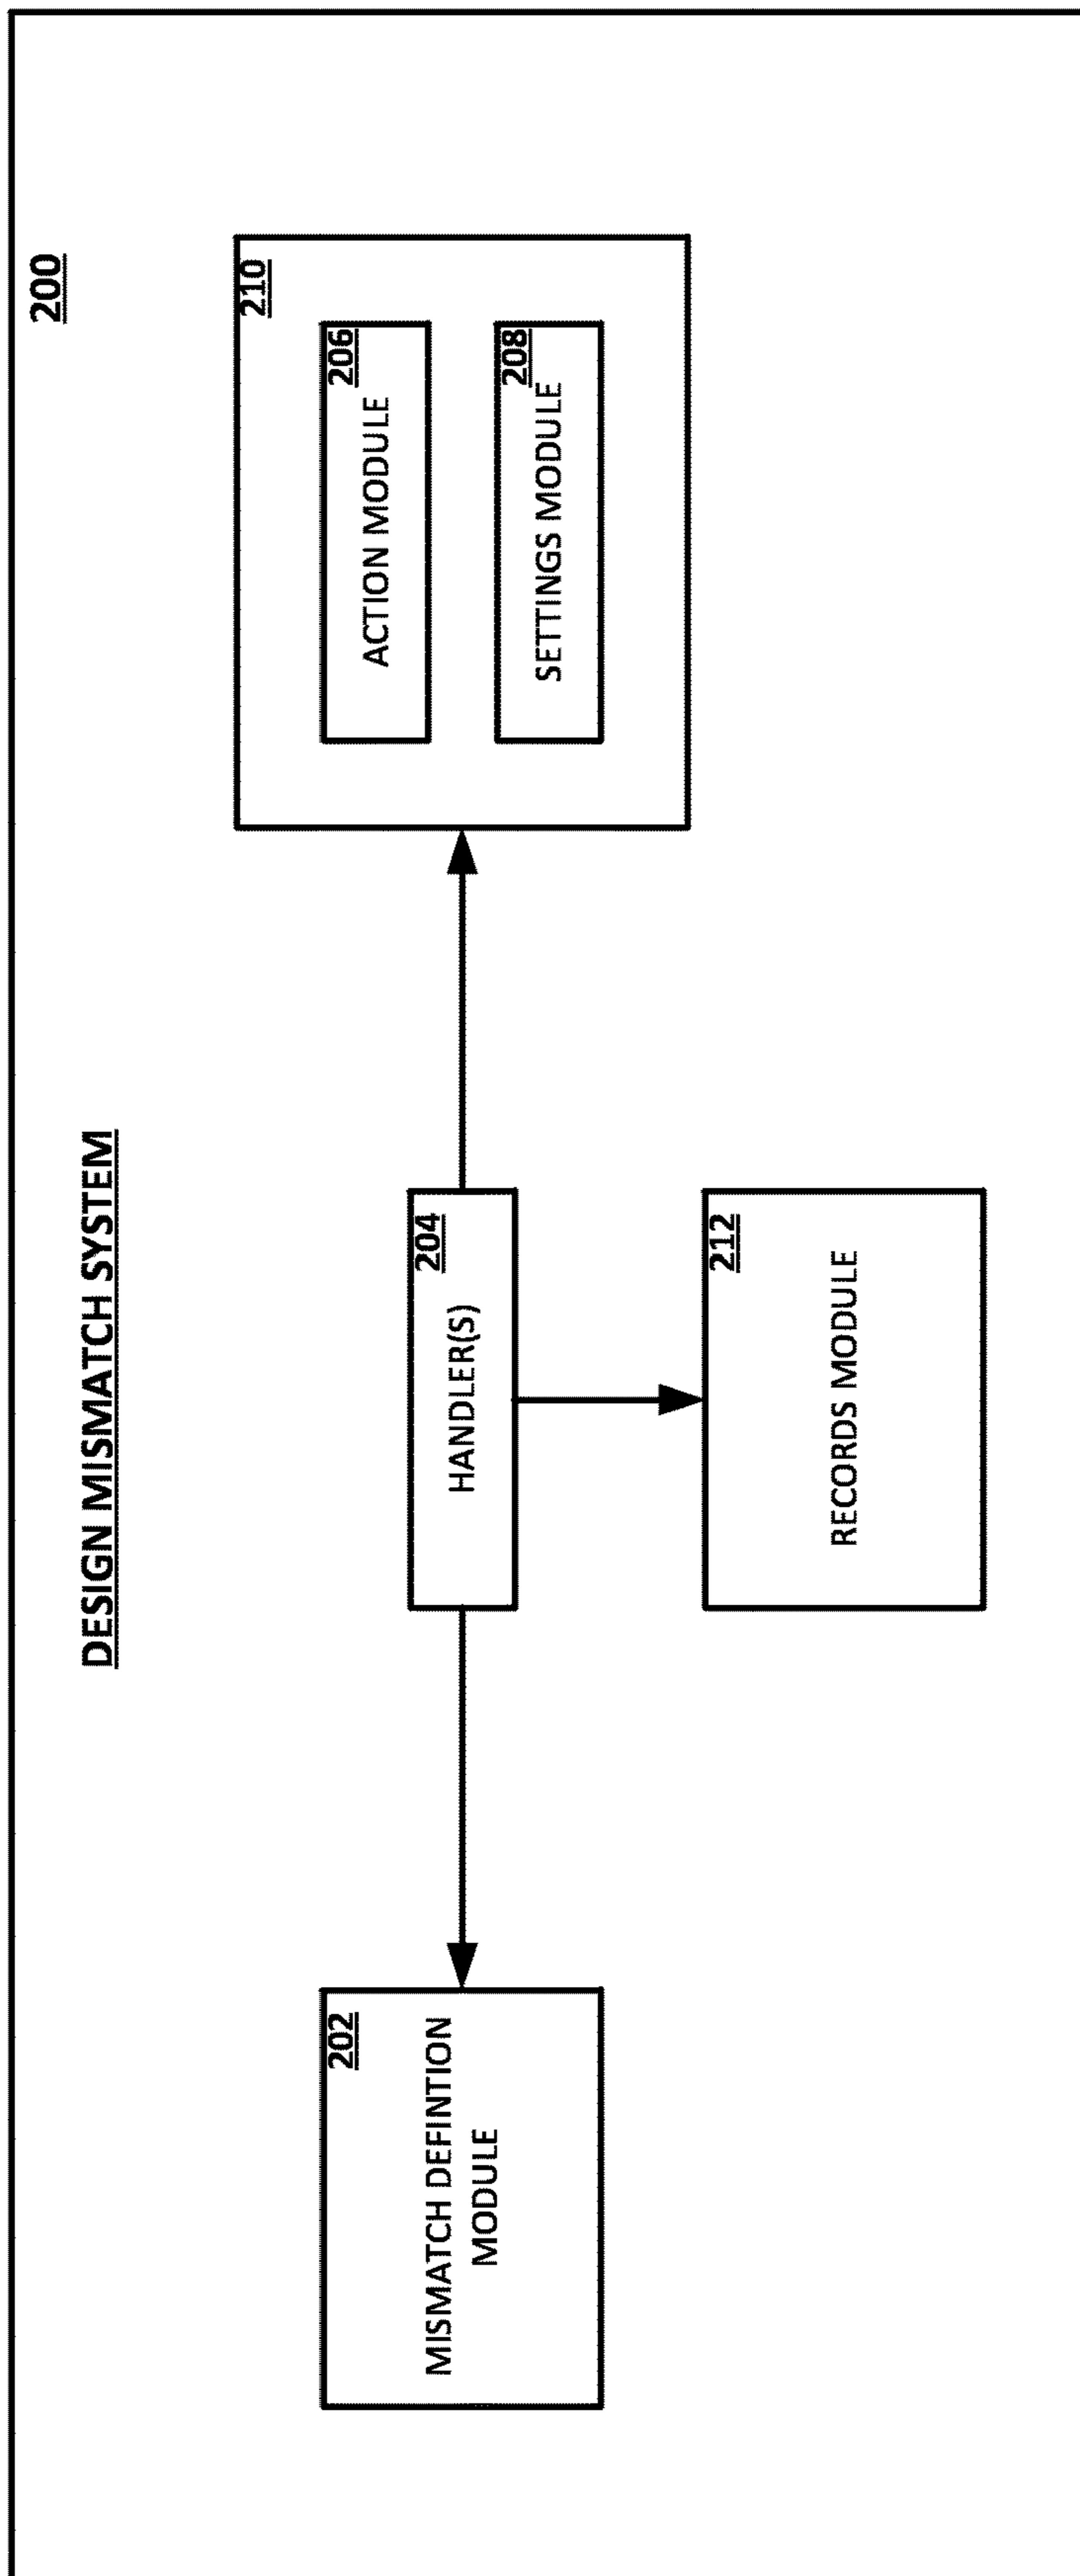 200
DESIGN MISMATCH SYSTEM
202
MISMATCH DEFINTION
MODULE
204
HANDLER(S)
210
206
ACTION MODULE
208
SETTINGS MODULE
212
RECORDS MODULE